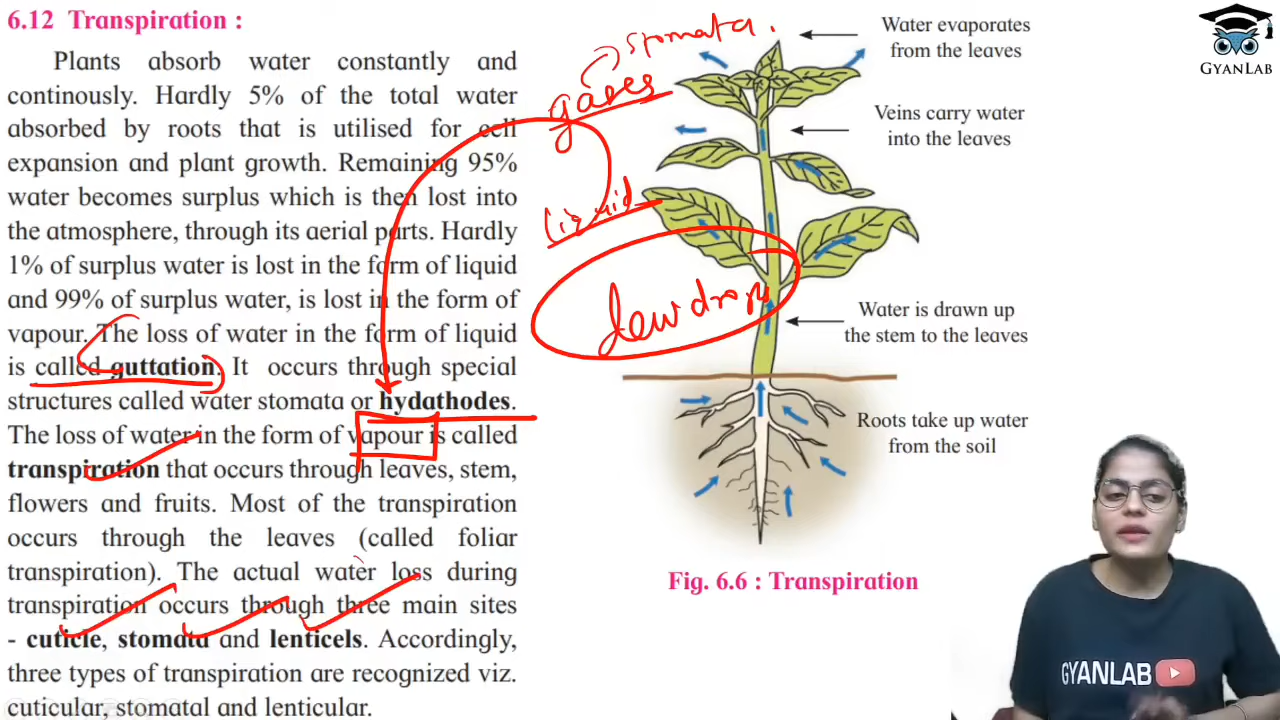 6.12 Transpiration :
Plants absorb water constantly and
continously. Hardly 5% of the total water
absorbed by roots that is utilised for cell
expansion and plant growth. Remaining 95%
water becomes surplus which is then lost into
the atmosphere, through its aerial parts. Hardly
1% of surplus water is lost in the form of liquid
and 99% of surplus water, is lost in the form of
vapour. The loss of water in the form of liquid
is called guttation. It occurs through special
structures called water stomata or hydathodes.
The loss of water in the form of vapour is called
transpiration that occurs through leaves, stem,
flowers and fruits. Most of the transpiration
occurs through the leaves (called foliar
transpiration). The actual water loss during
transpiration occurs through three main sites
- cuticle, stomata and lenticels. Accordingly,
three types of transpiration are recognized viz.
cuticular, stomatal and lenticular.
stomata.
gases
liquid
dewdrops
Water evaporates
from the leaves
Veins carry water
into the leaves
Water is drawn up
the stem to the leaves
Roots take up water
from the soil
Fig. 6.6 : Transpiration
GYANLAB
GYANLAB